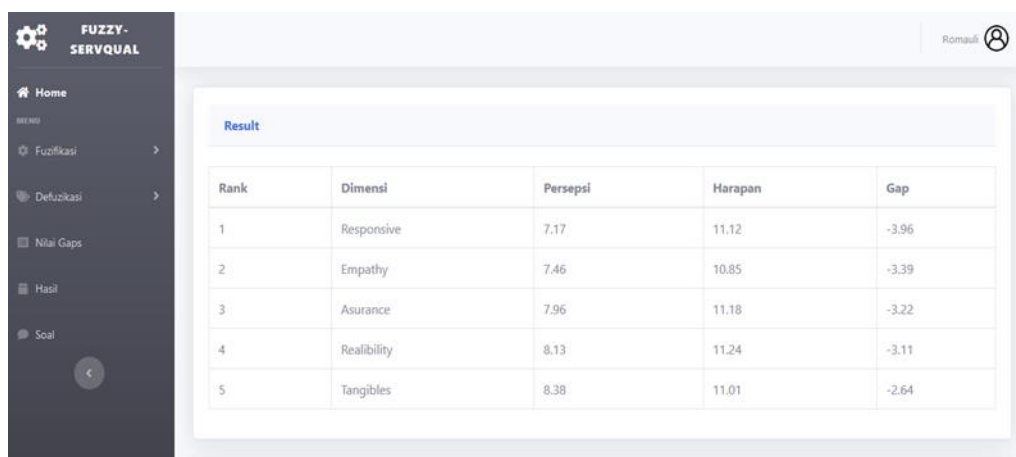 FUZZY-
SERVQUAL
Romauli
Home
MENU
Fuzifikasi
Defuzikasi
Nilai Gaps
Hasil
Soal
Result
Rank Dimensi Persepsi Harapan Gap
1 Responsive 7.17 11.12 -3.96
2 Empathy 7.46 10.85 -3.39
3 Asurance 7.96 11.18 -3.22
4 Realibility 8.13 11.24 -3.11
5 Tangibles 8.38 11.01 -2.64